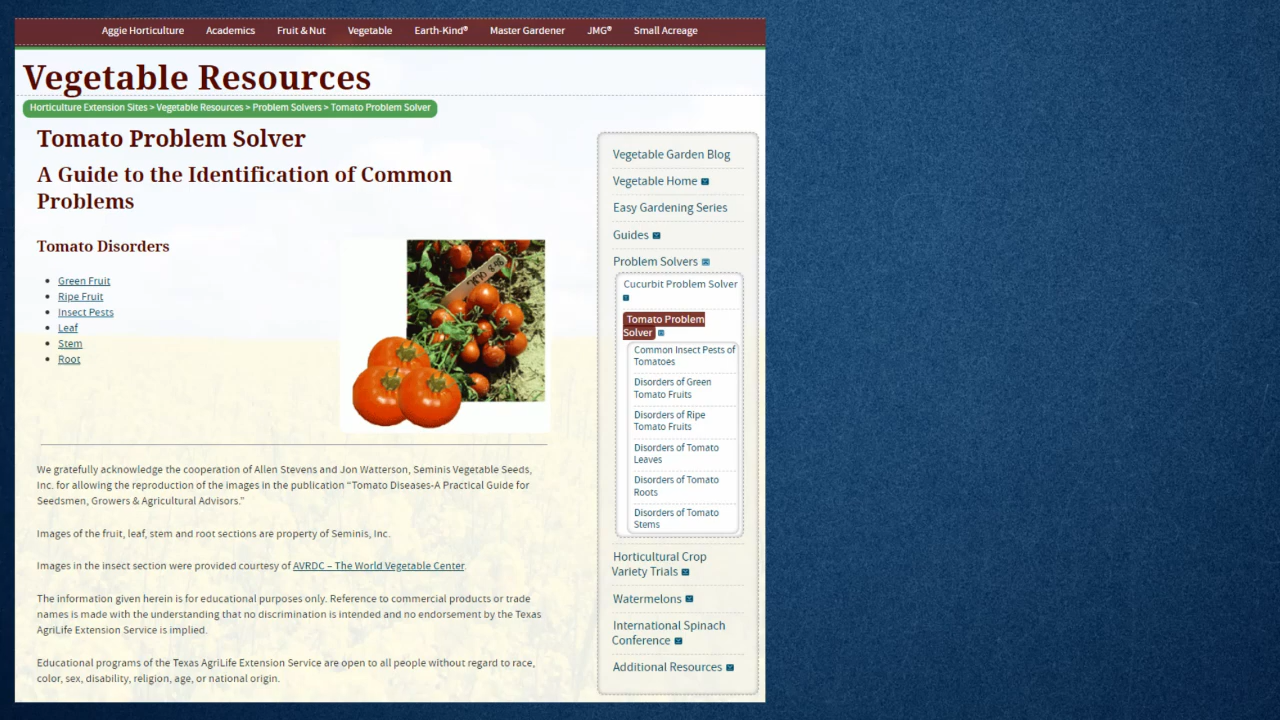 Aggie Horticulture Academics Fruit & Nut Vegetable Earth-Kind® Master Gardener JMG® Small Acreage
Vegetable Resources
Horticulture Extension Sites > Vegetable Resources > Problem Solvers > Tomato Problem Solver
Tomato Problem Solver
A Guide to the Identification of Common
Problems
Tomato Disorders
Green Fruit
Ripe Fruit
Insect Pests
Leaf
Stem
Root
We gratefully acknowledge the cooperation of Allen Stevens and Jon Watterson, Seminis Vegetable Seeds,
Inc. for allowing the reproduction of the images in the publication “Tomato Diseases-A Practical Guide for
Seedsmen, Growers & Agricultural Advisors.”
Images of the fruit, leaf, stem and root sections are property of Seminis, Inc.
Images in the insect section were provided courtesy of AVRDC – The World Vegetable Center.
The information given herein is for educational purposes only. Reference to commercial products or trade
names is made with the understanding that no discrimination is intended and no endorsement by the Texas
AgriLife Extension Service is implied.
Educational programs of the Texas AgriLife Extension Service are open to all people without regard to race,
color, sex, disability, religion, age, or national origin.
Vegetable Garden Blog
Vegetable Home
Easy Gardening Series
Guides
Problem Solvers
Cucurbit Problem Solver
Tomato Problem
Solver
Common Insect Pests of
Tomatoes
Disorders of Green
Tomato Fruits
Disorders of Ripe
Tomato Fruits
Disorders of Tomato
Leaves
Disorders of Tomato
Roots
Disorders of Tomato
Stems
Horticultural Crop
Variety Trials
Watermelons
International Spinach
Conference
Additional Resources